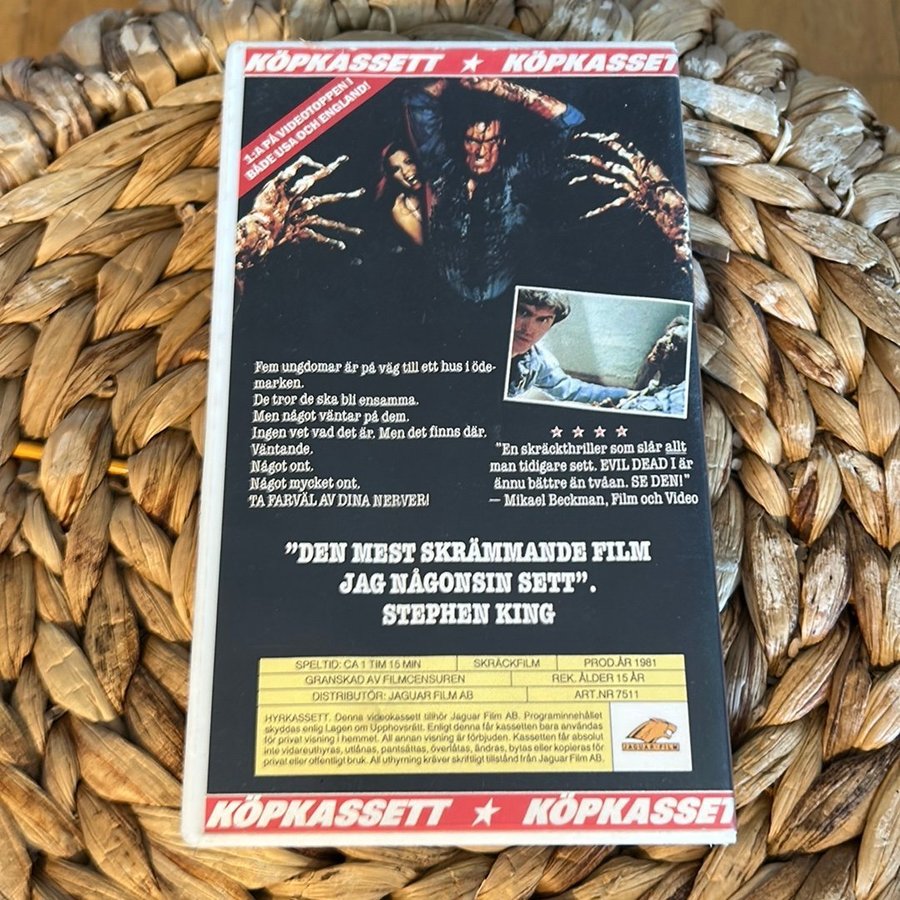 KÖPKASSETT ★ KÖPKASSET
1:A PÅ VIDEOTOPPEN I
BÅDE USA OCH ENGLAND!
Fem ungdomar är på väg till ett hus i öde-
marken.
De tror de ska bli ensamma.
Men något väntar på dem.
Ingen vet vad det är. Men det finns där.
Väntande.
Något ont.
Något mycket ont.
TA FARVÄL AV DINA NERVER!
★ ★ ★ ★
"En skräckthriller som slår allt
man tidigare sett. EVIL DEAD I är
ännu bättre än tvåan. SE DEN!"
— Mikael Beckman, Film och Video
"DEN MEST SKRÄMMANDE FILM
JAG NÅGONSIN SETT".
STEPHEN KING
SPELTID: CA 1 TIM 15 MIN SKRÄCKFILM PROD.ÅR 1981
GRANSKAD AV FILMCENSUREN REK. ÅLDER 15 ÅR
DISTRIBUTÖR: JAGUAR FILM AB ART.NR 7511
HYRKASSETT. Denna videokassett tillhör Jaguar Film AB. Programinnehållet
skyddas enlig Lagen om Upphovsrätt. Enligt denna får kassetten bara användas
för privat visning i hemmet. All annan visning är förbjuden. Kassetten får absolut
inte vidareuthyras, utlånas, pantsättas, överlåtas, ändras, bytas eller kopieras för
privat eller offentligt bruk. All uthyrning kräver skriftligt tillstånd från Jaguar Film AB.
JAGUAR FILM
KÖPKASSETT ★ KÖPKASSET